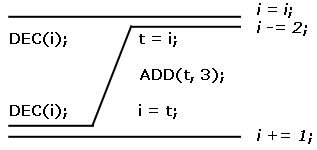 i = i;
i -= 2;
DEC(i); t = i;
ADD(t, 3);
DEC(i); i = t;
i += 1;